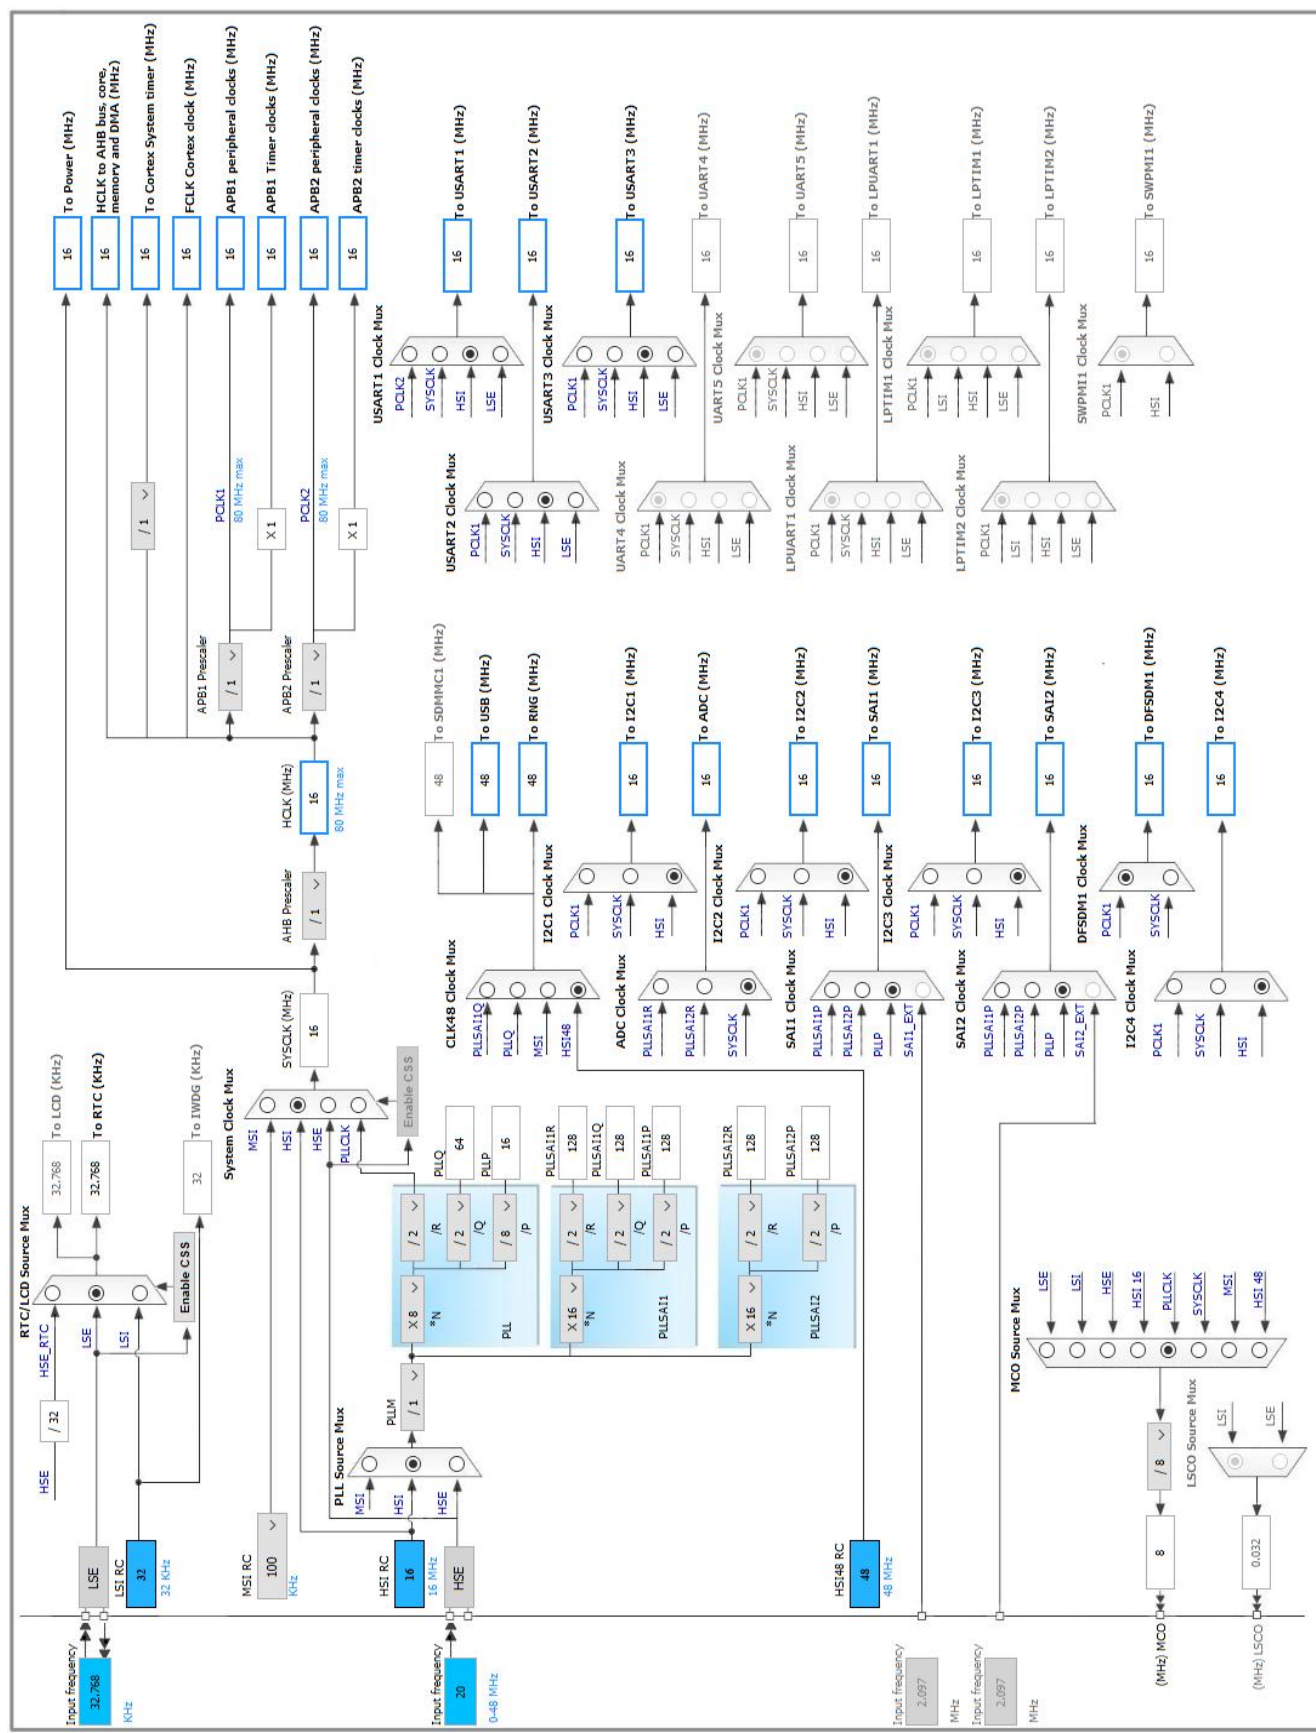 Input frequency
32.768
KHz
LSE
LSI RC
32
32 KHz
HSE
/ 32
HSE_RTC
LSE
LSI
RTC/LCD Source Mux
Enable CSS
32.768
To LCD (KHz)
32.768
To RTC (KHz)
32
To IWDG (KHz)
MSI RC
100
KHz
HSI RC
16
16 MHz
Input frequency
20
0-48 MHz
HSE
PLL Source Mux
MSI
HSI
HSE
PLLM
/ 1
X 8
*N
PLL
/ 2
/R
/ 2
/Q
/ 8
/P
PLLQ
64
PLLP
16
X 16
*N
PLLSAI1
/ 2
/R
/ 2
/Q
/ 2
/P
PLLSAI1R
128
PLLSAI1Q
128
PLLSAI1P
128
X 16
*N
PLLSAI2
/ 2
/R
/ 2
/P
PLLSAI2R
128
PLLSAI2P
128
System Clock Mux
MSI
HSI
HSE
PLLCLK
Enable CSS
SYSCLK (MHz)
16
AHB Prescaler
/ 1
HCLK (MHz)
16
80 MHz max
APB1 Prescaler
/ 1
APB2 Prescaler
/ 1
/ 1
PCLK1
80 MHz max
X 1
PCLK2
80 MHz max
X 1
16
To Power (MHz)
16
HCLK to AHB bus, core,
memory and DMA (MHz)
16
To Cortex System timer (MHz)
16
FCLK Cortex clock (MHz)
16
APB1 peripheral clocks (MHz)
16
APB1 Timer clocks (MHz)
16
APB2 peripheral clocks (MHz)
16
APB2 timer clocks (MHz)
HSI48 RC
48
48 MHz
CLK48 Clock Mux
PLLSAI1Q
PLLQ
MSI
HSI48
48
To SDMMC1 (MHz)
48
To USB (MHz)
48
To RNG (MHz)
I2C1 Clock Mux
PCLK1
SYSCLK
HSI
16
To I2C1 (MHz)
ADC Clock Mux
PLLSAI1R
PLLSAI2R
SYSCLK
16
To ADC (MHz)
I2C2 Clock Mux
PCLK1
SYSCLK
HSI
16
To I2C2 (MHz)
SAI1 Clock Mux
PLLSAI1P
PLLSAI2P
PLLP
SAI1_EXT
16
To SAI1 (MHz)
I2C3 Clock Mux
PCLK1
SYSCLK
HSI
16
To I2C3 (MHz)
SAI2 Clock Mux
PLLSAI1P
PLLSAI2P
PLLP
SAI2_EXT
16
To SAI2 (MHz)
DFSDM1 Clock Mux
PCLK1
SYSCLK
16
To DFSDM1 (MHz)
I2C4 Clock Mux
PCLK1
SYSCLK
HSI
16
To I2C4 (MHz)
USART1 Clock Mux
PCLK2
SYSCLK
HSI
LSE
16
To USART1 (MHz)
USART2 Clock Mux
PCLK1
SYSCLK
HSI
LSE
16
To USART2 (MHz)
USART3 Clock Mux
PCLK1
SYSCLK
HSI
LSE
16
To USART3 (MHz)
UART4 Clock Mux
PCLK1
SYSCLK
HSI
LSE
16
To UART4 (MHz)
UART5 Clock Mux
PCLK1
SYSCLK
HSI
LSE
16
To UART5 (MHz)
LPUART1 Clock Mux
PCLK1
SYSCLK
HSI
LSE
16
To LPUART1 (MHz)
LPTIM1 Clock Mux
PCLK1
LSI
HSI
LSE
16
To LPTIM1 (MHz)
LPTIM2 Clock Mux
PCLK1
LSI
HSI
LSE
16
To LPTIM2 (MHz)
SWPMI1 Clock Mux
PCLK1
HSI
16
To SWPMI1 (MHz)
Input frequency
2.097
MHz
Input frequency
2.097
MHz
MCO Source Mux
LSE
LSI
HSE
HSI 16
PLLCLK
SYSCLK
MSI
HSI 48
/ 8
8
(MHz) MCO
LSCO Source Mux
LSI
LSE
0.032
(MHz) LSCO